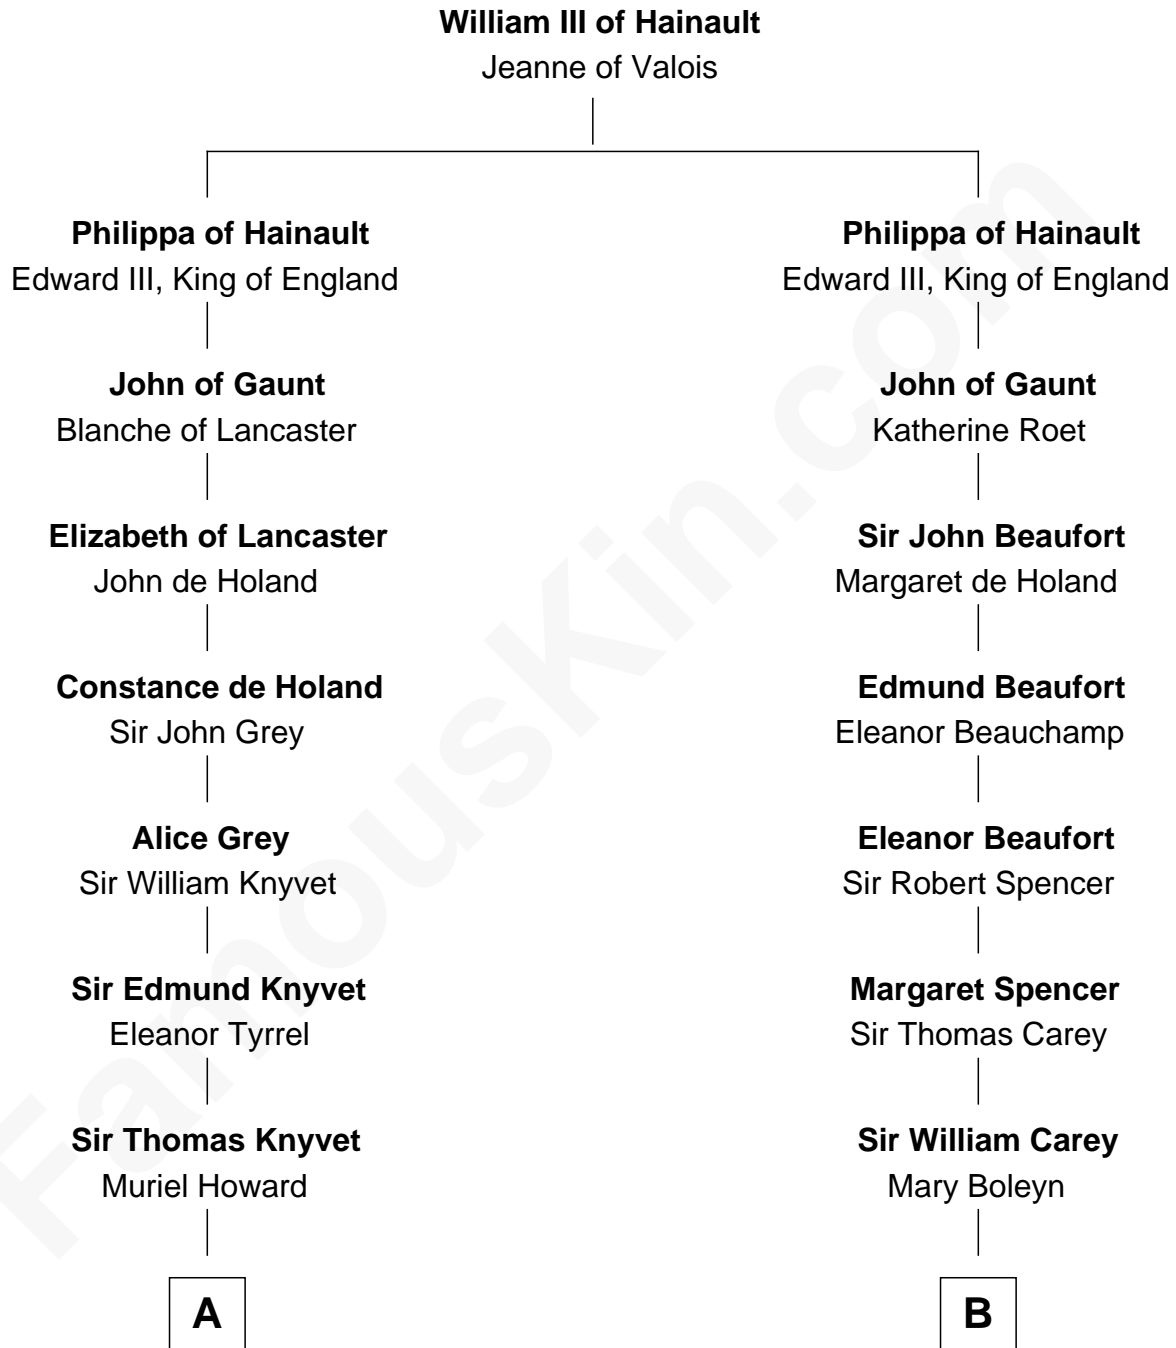 William III of Hainault
Jeanne of Valois
Philippa of Hainault
Edward III, King of England
John of Gaunt
Blanche of Lancaster
Elizabeth of Lancaster
John de Holand
Constance de Holand
Sir John Grey
Alice Grey
Sir William Knyvet
Sir Edmund Knyvet
Eleanor Tyrrel
Sir Thomas Knyvet
Muriel Howard
A
Philippa of Hainault
Edward III, King of England
John of Gaunt
Katherine Roet
Sir John Beaufort
Margaret de Holand
Edmund Beaufort
Eleanor Beauchamp
Eleanor Beaufort
Sir Robert Spencer
Margaret Spencer
Sir Thomas Carey
Sir William Carey
Mary Boleyn
B
FamousKin.com